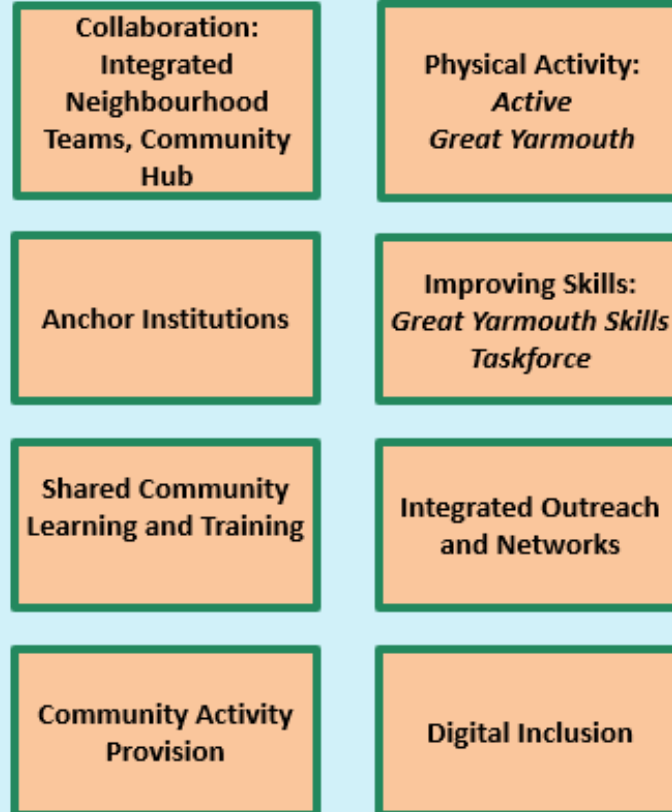 Collaboration:
Integrated
Neighbourhood
Teams, Community
Hub
Physical Activity:
Active
Great Yarmouth
Anchor Institutions
Improving Skills:
Great Yarmouth Skills
Taskforce
Shared Community
Learning and Training
Integrated Outreach
and Networks
Community Activity
Provision
Digital Inclusion